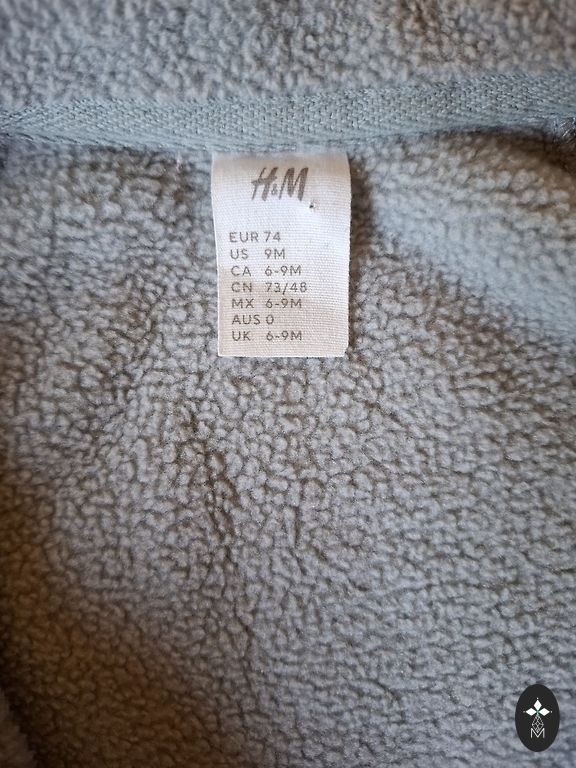 H&M
EUR 74
US 9M
CA 6-9M
CN 73/48
MX 6-9M
AUS 0
UK 6-9M
M